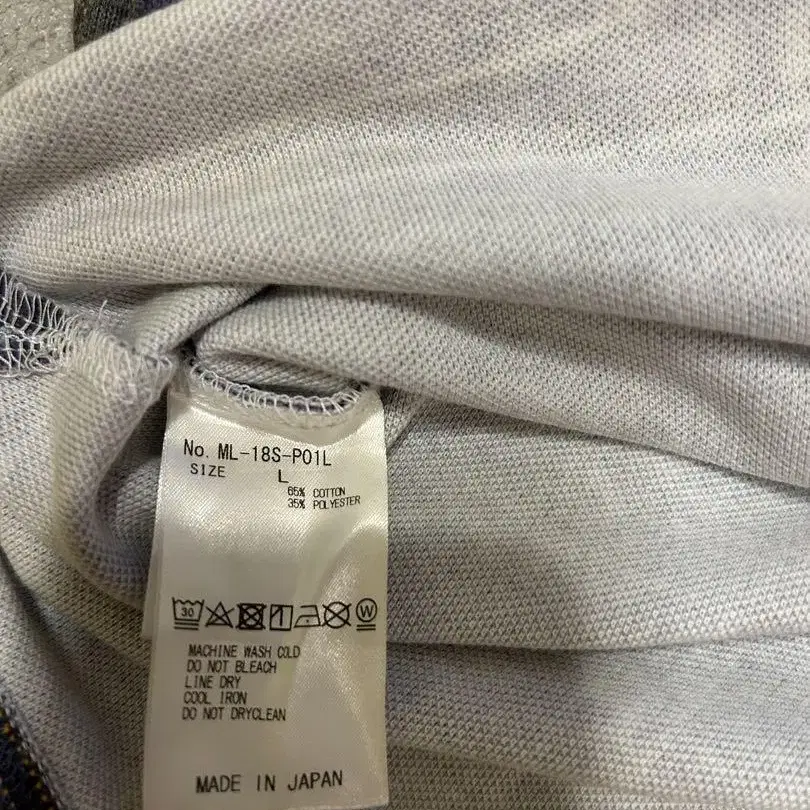 No. ML-18S-P01L
SIZE L
65% COTTON
35% POLYESTER
30 W
MACHINE WASH COLD
DO NOT BLEACH
LINE DRY
COOL IRON
DO NOT DRYCLEAN
MADE IN JAPAN